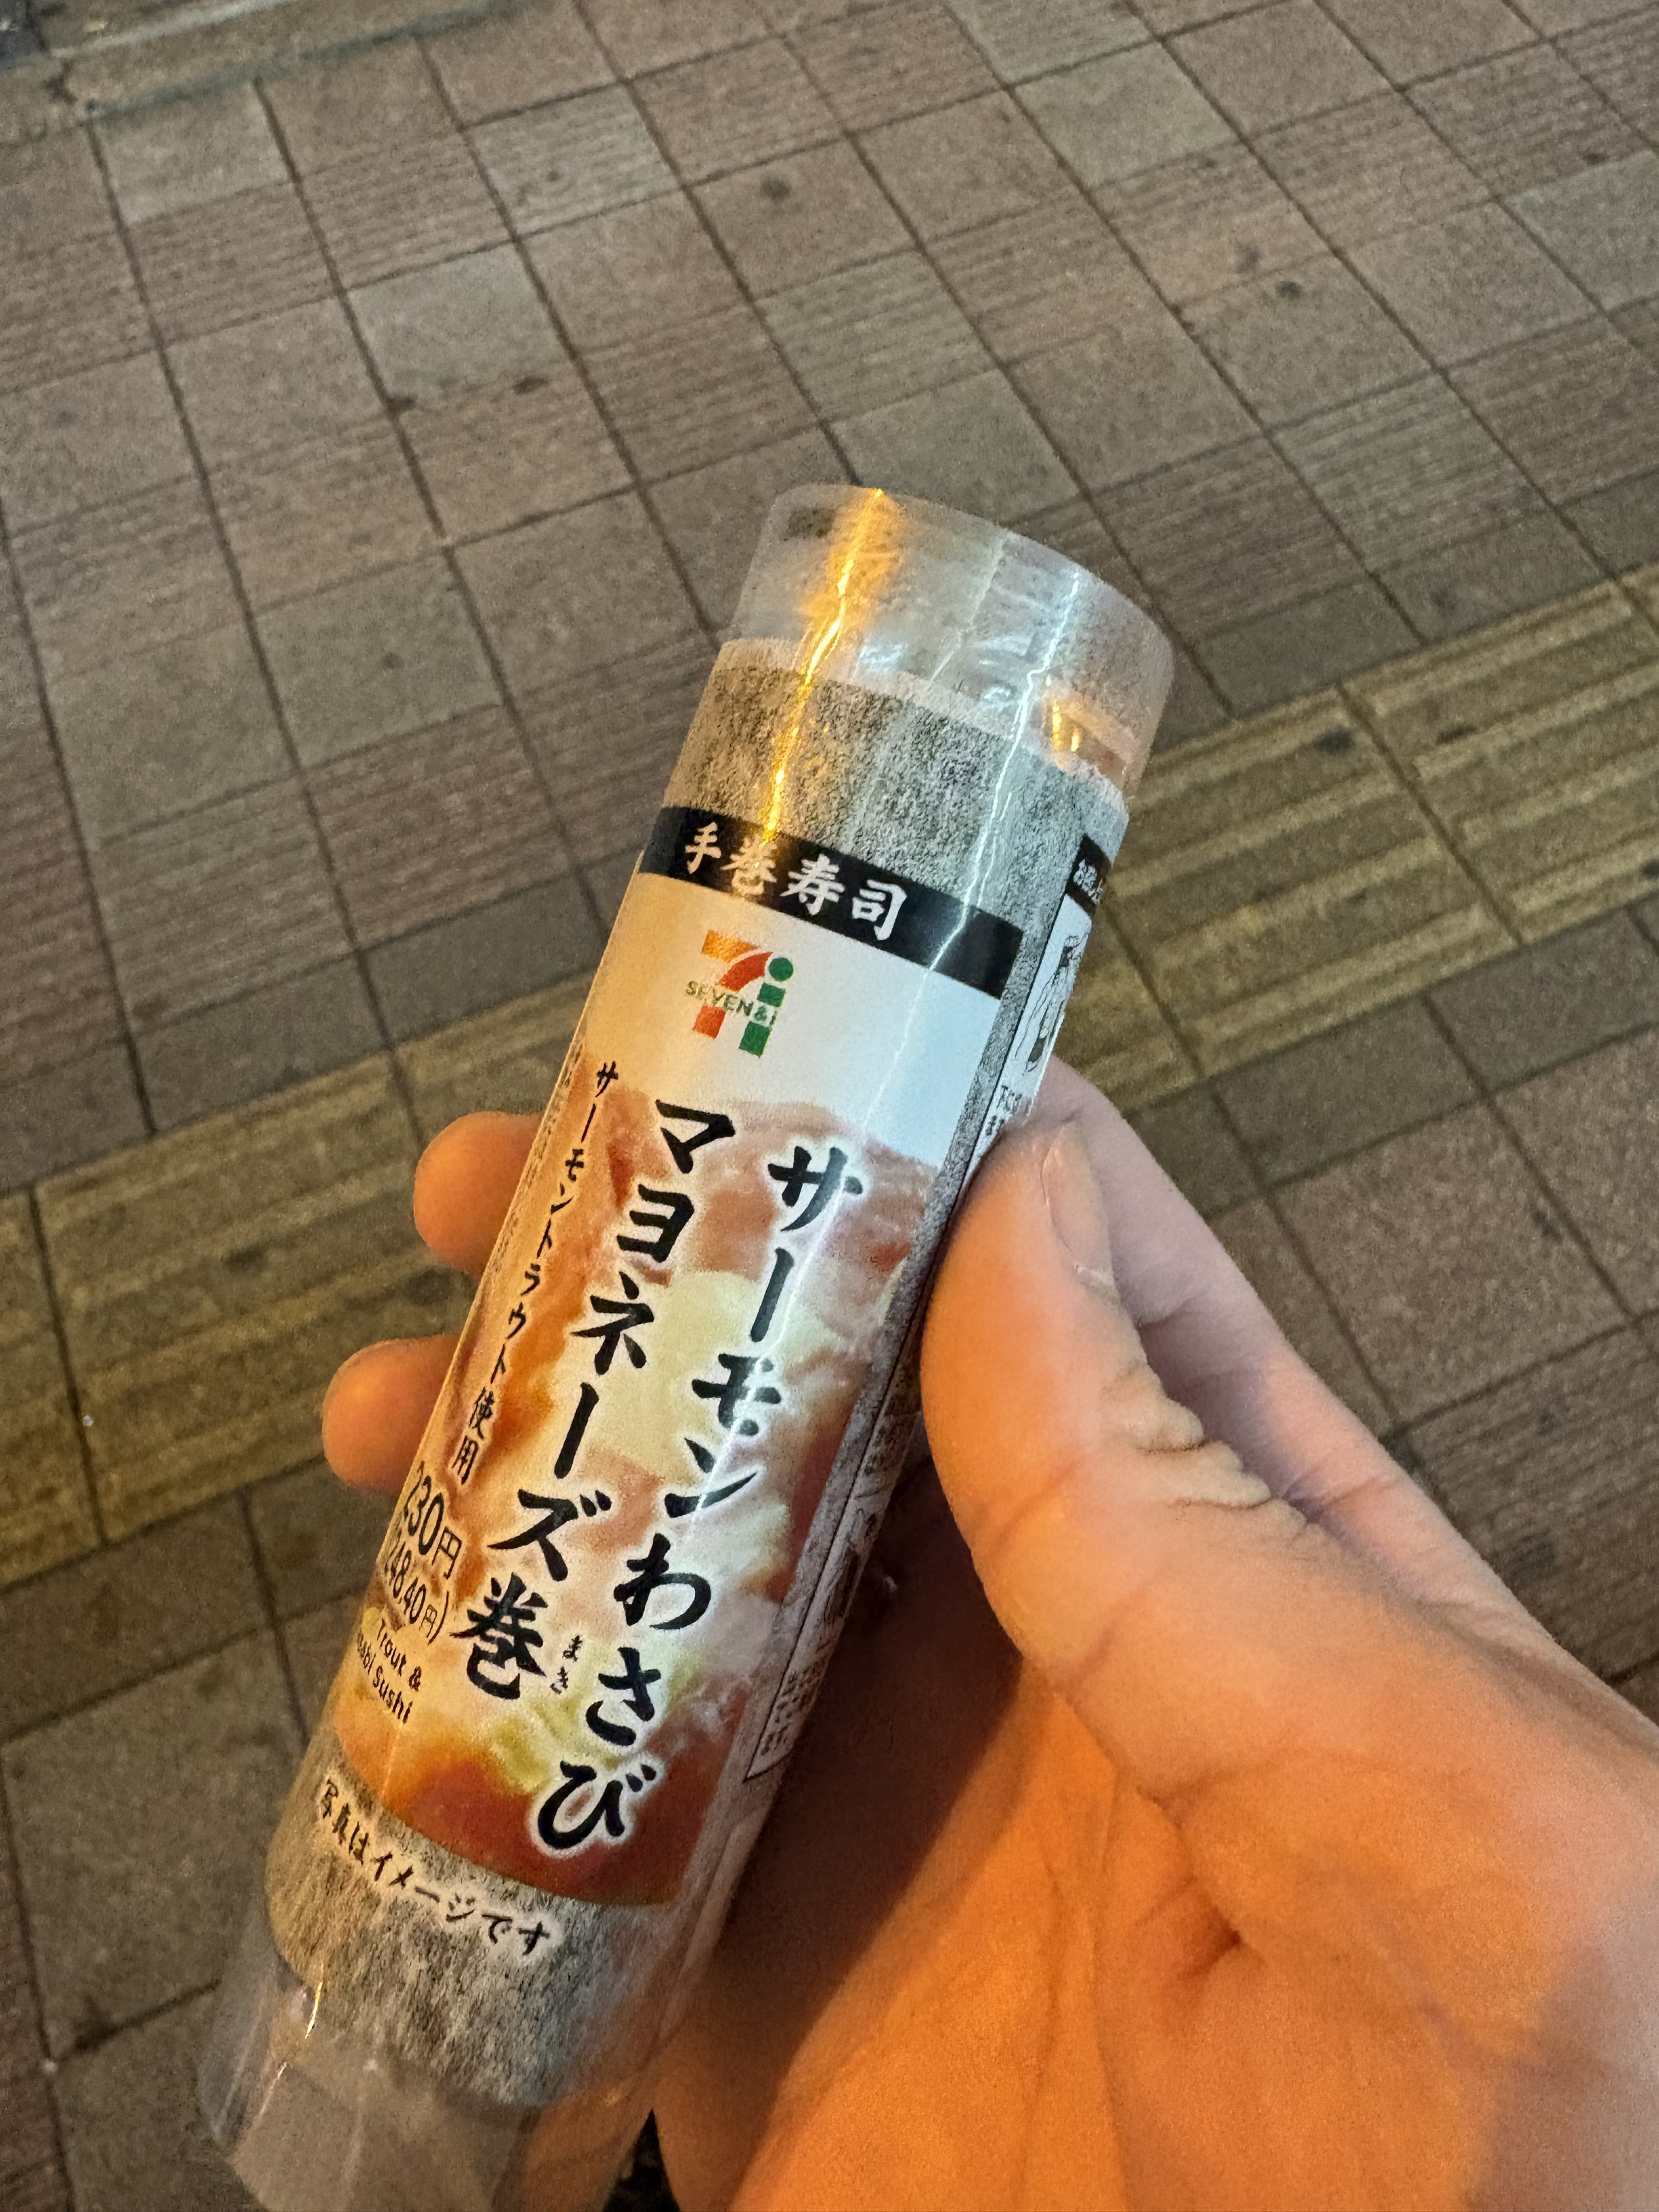 手巻寿司
SEVEN&i
サーモンわさび
マヨネーズ巻
まき
サーモントラウト使用
230円
248.40円)
Trout &
Sushi
写真はイメージです